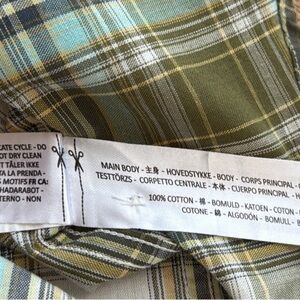 CATE CYCLE - DO
OT DRY CLEAN
T TÅLER IKKE
TA LA PRENDA -
S MOTIFS FR CA:
HADARABOT -
TERNO - NON
MAIN BODY - 主身 - HOVEDSTYKKE - BODY - CORPS PRINCIPAL -
TESTTÖRZS - CORPETTO CENTRALE - 本体 - CUERPO PRINCIPAL - H
100% COTTON - 棉 - BOMULD - KATOEN - COTON -
COTONE - 綿 - ALGODÓN - BOMULL - B